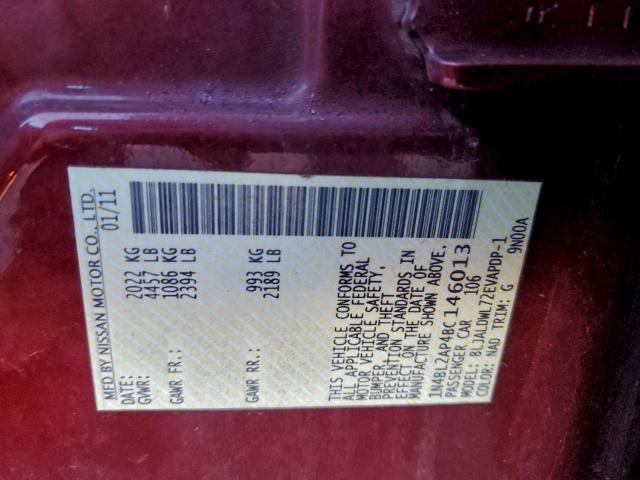 MFD BY NISSAN MOTOR CO., LTD.
DATE: 01/11
GVWR: 2022 KG
4457 LB
GAWR FR: 1086 KG
2394 LB
GAWR RR: 993 KG
2189 LB
THIS VEHICLE CONFORMS TO
ALL APPLICABLE FEDERAL
MOTOR VEHICLE SAFETY,
BUMPER, AND THEFT
PREVENTION STANDARDS IN
EFFECT ON THE DATE OF
MANUFACTURE SHOWN ABOVE.
1N4BL2AP4BC146013
PASSENGER CAR 106
MODEL: BLJALDWL72EVAPDP-1
COLOR: NAD TRIM: G 9N00A